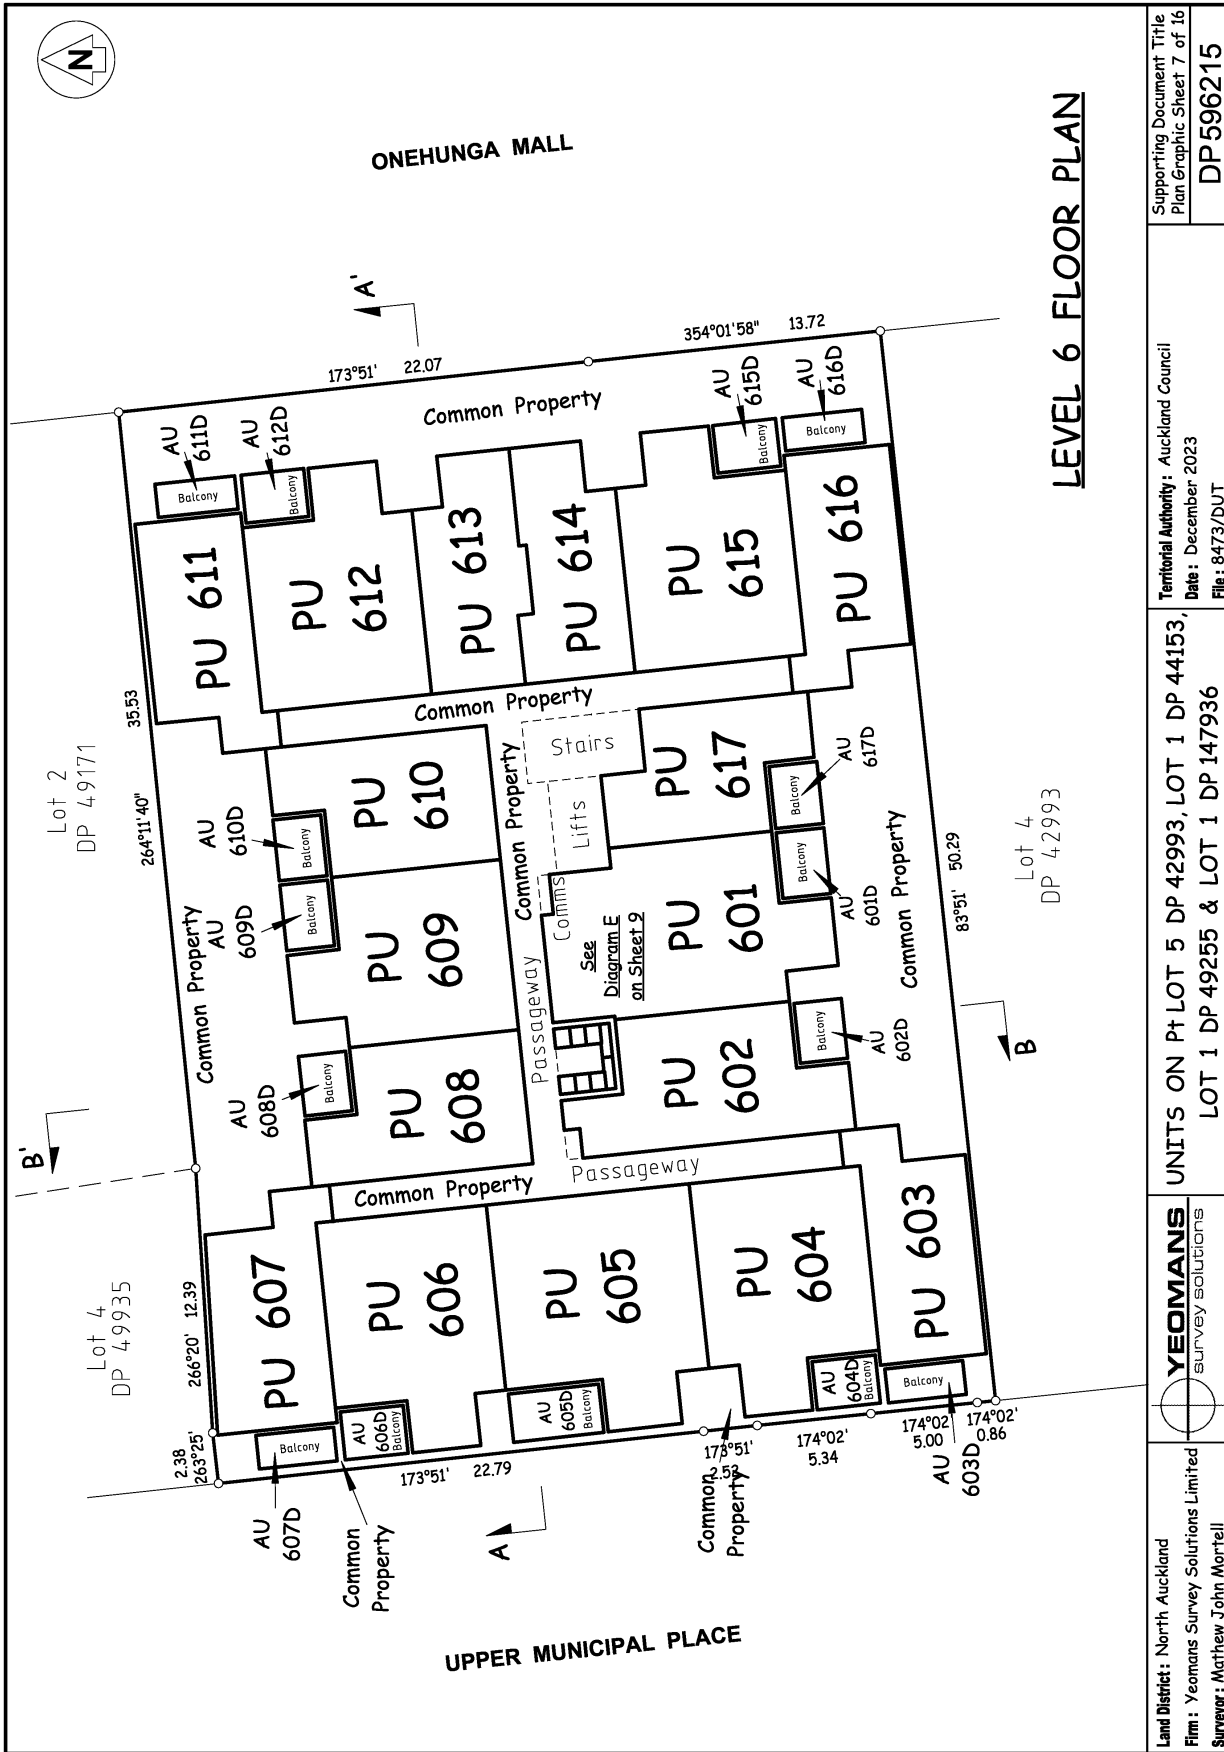 N
ONEHUNGA MALL
LEVEL 6 FLOOR PLAN
Lot 2
DP 49171
Lot 4
DP 49935
Lot 4
DP 42993
UPPER MUNICIPAL PLACE
A'
A
B'
B
173°51' 22.07
354°01'58" 13.72
35.53
264°11'40"
266°20' 12.39
2.38
263°25'
173°51' 22.79
173°51'
2.53
174°02'
5.34
174°02'
5.00
174°02'
0.86
83°51' 50.29
AU
611D
Balcony
AU
612D
Balcony
Common Property
AU
615D
Balcony
AU
616D
Balcony
PU 611
PU
612
PU 613
PU 614
PU
615
PU 616
Common Property
PU
610
AU
610D
Balcony
Common Property
AU
609D
Balcony
PU
609
AU
608D
Balcony
PU
608
Common Property
Stairs
Lifts
Comms
Passageway
See
Diagram E
on Sheet 9
PU
617
AU
617D
Balcony
PU
601
AU
601D
Balcony
Common Property
PU
602
AU
602D
Balcony
Passageway
Common Property
PU 607
PU
606
PU
605
PU
604
PU 603
AU
607D
Balcony
Common
Property
AU
606D
Balcony
AU
605D
Balcony
Common
Property
AU
604D
Balcony
AU
603D
Balcony
Land District: North Auckland
Firm: Yeomans Survey Solutions Limited
Surveyor: Mathew John Mortell
YEOMANS
survey solutions
UNITS ON Pt LOT 5 DP 42993, LOT 1 DP 44153,
LOT 1 DP 49255 & LOT 1 DP 147936
Territorial Authority: Auckland Council
Date: December 2023
File: 8473/DUT
Supporting Document Title
Plan Graphic Sheet 7 of 16
DP 596215